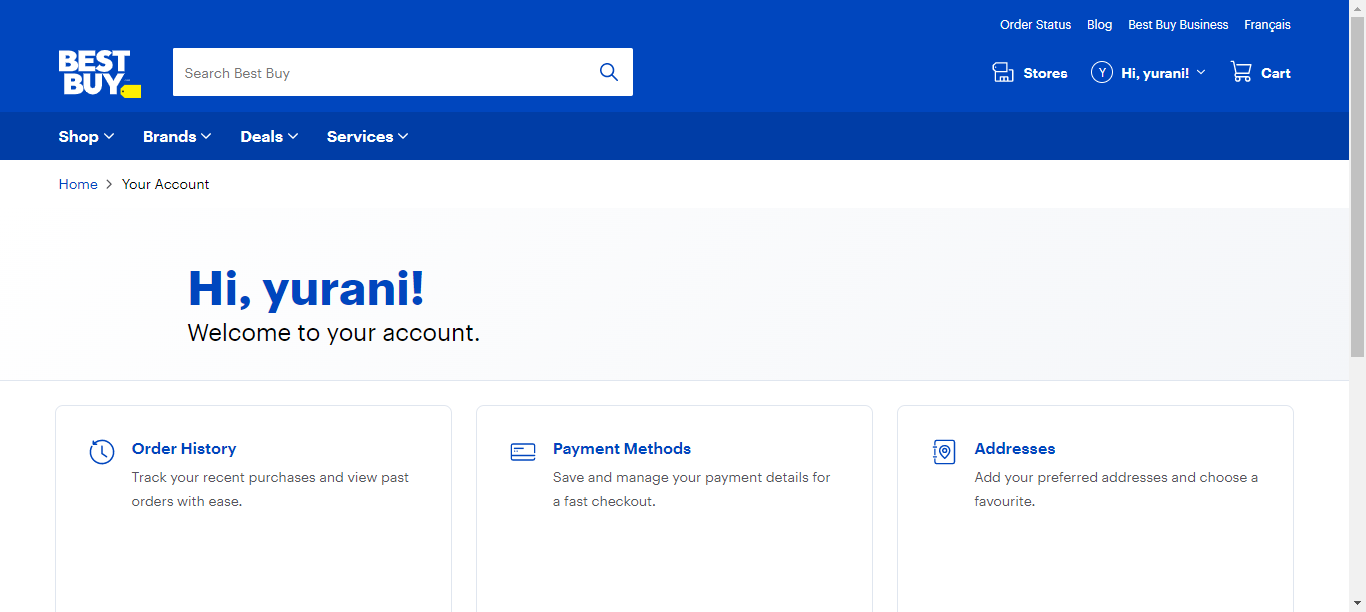 Order Status Blog Best Buy Business Français
BEST
BUY
Search Best Buy
Stores Y Hi, yurani! Cart
Shop Brands Deals Services
Home Your Account
Hi, yurani!
Welcome to your account.
Order History
Track your recent purchases and view past
orders with ease.
Payment Methods
Save and manage your payment details for
a fast checkout.
Addresses
Add your preferred addresses and choose a
favourite.